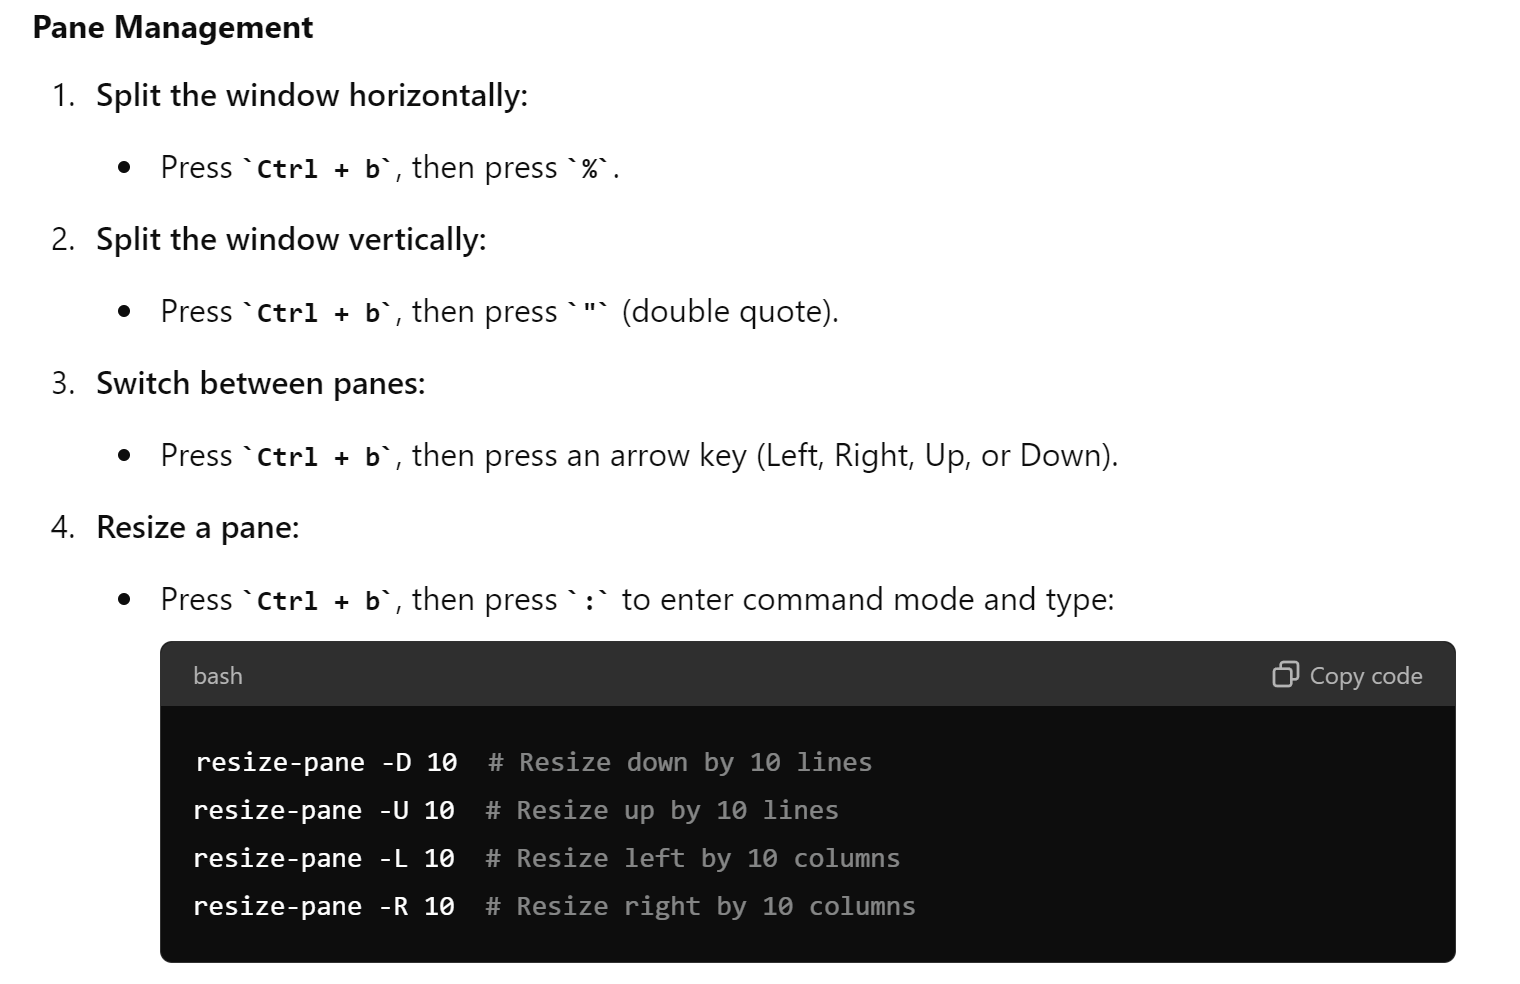 Pane Management
1. Split the window horizontally:
• Press `Ctrl + b`, then press `%`.
2. Split the window vertically:
• Press `Ctrl + b`, then press `"` (double quote).
3. Switch between panes:
• Press `Ctrl + b`, then press an arrow key (Left, Right, Up, or Down).
4. Resize a pane:
• Press `Ctrl + b`, then press `:` to enter command mode and type:
bash Copy code
resize-pane -D 10  # Resize down by 10 lines
resize-pane -U 10  # Resize up by 10 lines
resize-pane -L 10  # Resize left by 10 columns
resize-pane -R 10  # Resize right by 10 columns